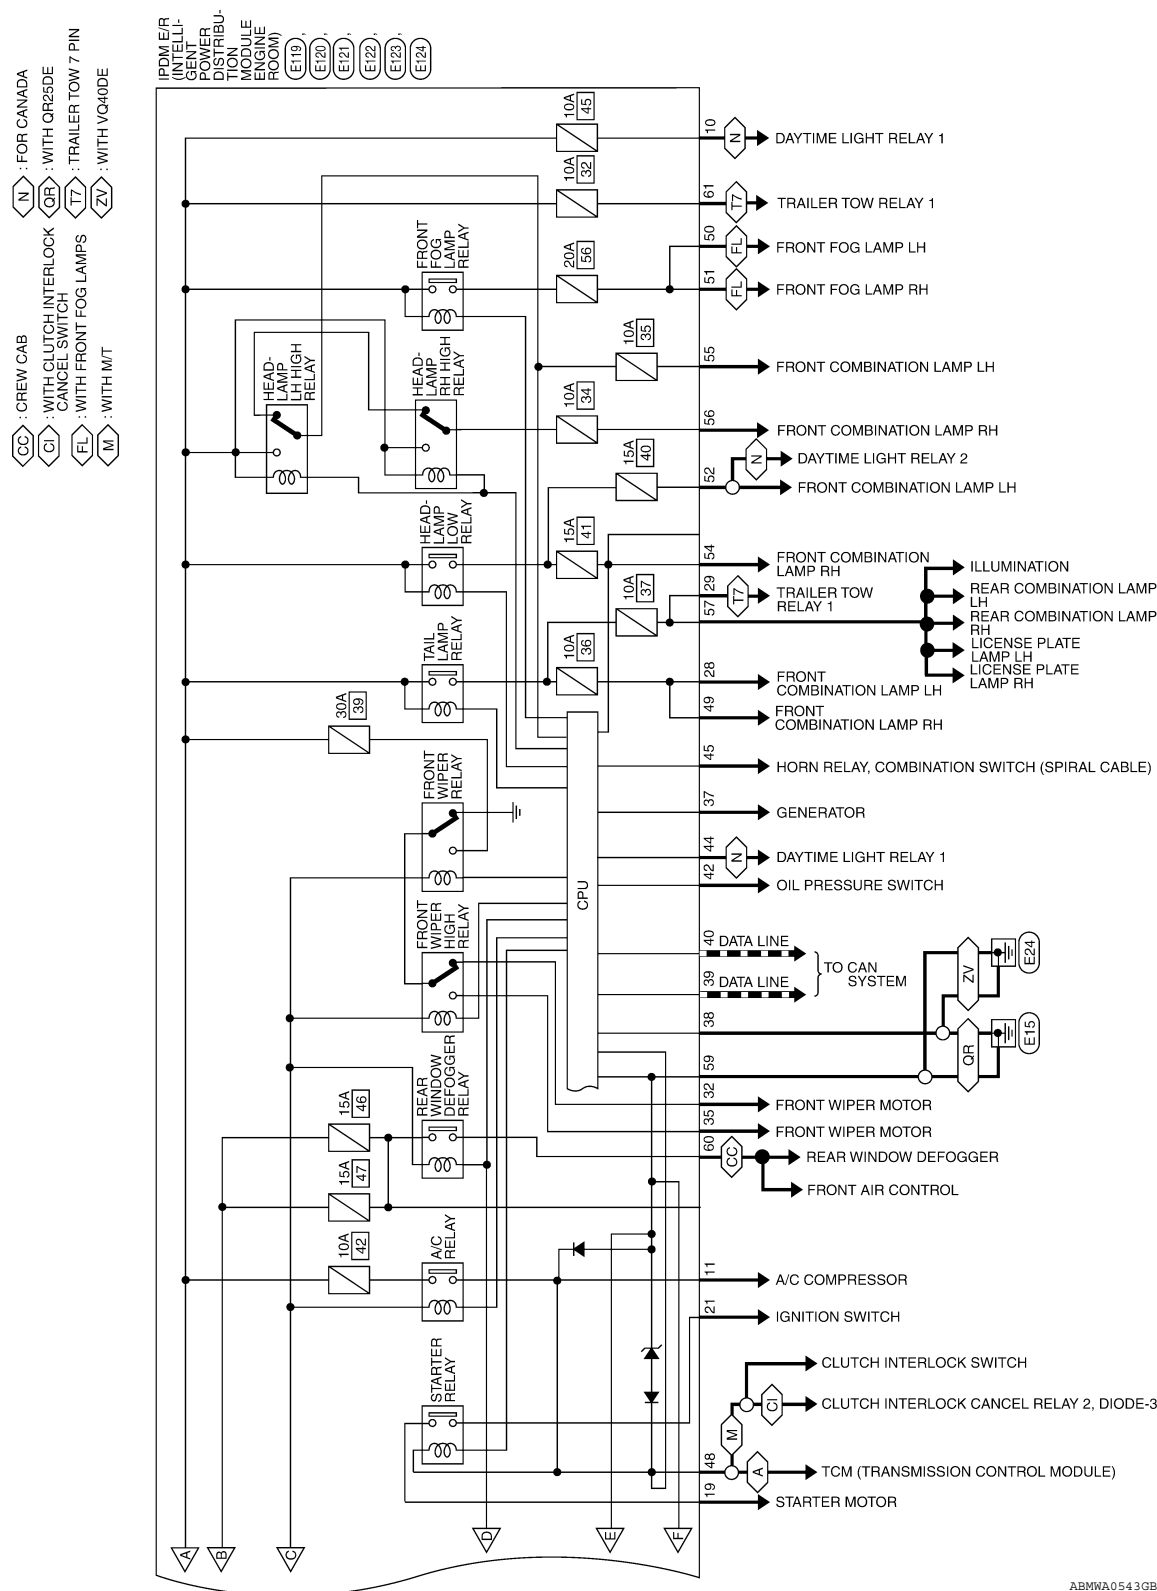 N : FOR CANADA
QR : WITH QR25DE
T7 : TRAILER TOW 7 PIN
ZV : WITH VQ40DE
CC : CREW CAB
CI : WITH CLUTCH INTERLOCK
CANCEL SWITCH
FL : WITH FRONT FOG LAMPS
M : WITH M/T
IPDM E/R
(INTELLI-
GENT
POWER
DISTRIBU-
TION
MODULE
ENGINE
ROOM)
E119 ,
E120 ,
E121 ,
E122 ,
E123 ,
E124
10A
45
10
N
DAYTIME LIGHT RELAY 1
10A
32
61
T7
TRAILER TOW RELAY 1
FRONT
FOG
LAMP
RELAY
20A
56
50
FL
FRONT FOG LAMP LH
51
FL
FRONT FOG LAMP RH
HEAD-
LAMP
LH HIGH
RELAY
HEAD-
LAMP
RH HIGH
RELAY
10A
35
55
FRONT COMBINATION LAMP LH
10A
34
56
FRONT COMBINATION LAMP RH
15A
40
52
N
DAYTIME LIGHT RELAY 2
FRONT COMBINATION LAMP LH
HEAD-
LAMP
LOW
RELAY
15A
41
54
FRONT COMBINATION
LAMP RH
10A
37
29
T7
TRAILER TOW
RELAY 1
57
ILLUMINATION
REAR COMBINATION LAMP
LH
REAR COMBINATION LAMP
RH
LICENSE PLATE
LAMP LH
LICENSE PLATE
LAMP RH
TAIL
LAMP
RELAY
10A
36
28
FRONT
COMBINATION LAMP LH
49
FRONT
COMBINATION LAMP RH
30A
39
FRONT
WIPER
RELAY
CPU
45
HORN RELAY, COMBINATION SWITCH (SPIRAL CABLE)
37
GENERATOR
44
N
DAYTIME LIGHT RELAY 1
42
OIL PRESSURE SWITCH
FRONT
WIPER
HIGH
RELAY
40
DATA LINE
39
DATA LINE
TO CAN
SYSTEM
ZV
E24
38
QR
E15
59
REAR
WINDOW
DEFOGGER
RELAY
32
FRONT WIPER MOTOR
35
FRONT WIPER MOTOR
15A
46
60
CC
REAR WINDOW DEFOGGER
FRONT AIR CONTROL
15A
47
10A
42
A/C
RELAY
11
A/C COMPRESSOR
21
IGNITION SWITCH
STARTER
RELAY
CLUTCH INTERLOCK SWITCH
CI
CLUTCH INTERLOCK CANCEL RELAY 2, DIODE-3
M
48
A
TCM (TRANSMISSION CONTROL MODULE)
19
STARTER MOTOR
A
B
C
D
E
F
ABMWA0543GB